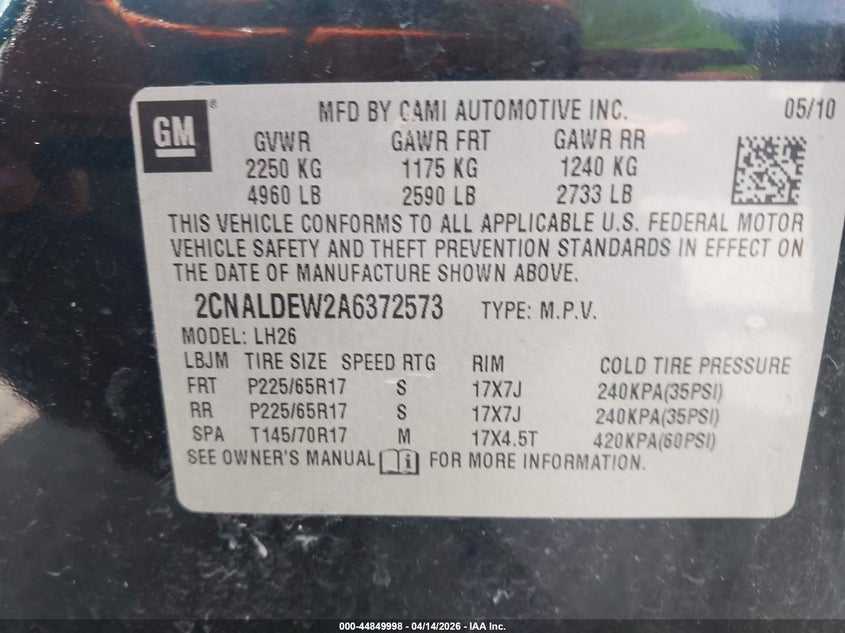 GM ®
MFD BY CAMI AUTOMOTIVE INC. 05/10
GVWR GAWR FRT GAWR RR
2250 KG 1175 KG 1240 KG
4960 LB 2590 LB 2733 LB
THIS VEHICLE CONFORMS TO ALL APPLICABLE U.S. FEDERAL MOTOR
VEHICLE SAFETY AND THEFT PREVENTION STANDARDS IN EFFECT ON
THE DATE OF MANUFACTURE SHOWN ABOVE.
2CNALDEW2A6372573 TYPE: M.P.V.
MODEL: LH26
LBJM TIRE SIZE SPEED RTG RIM COLD TIRE PRESSURE
FRT P225/65R17 S 17X7J 240KPA(35PSI)
RR P225/65R17 S 17X7J 240KPA(35PSI)
SPA T145/70R17 M 17X4.5T 420KPA(60PSI)
SEE OWNER'S MANUAL i FOR MORE INFORMATION.
000-44849998 - 04/14/2026 - IAA Inc.